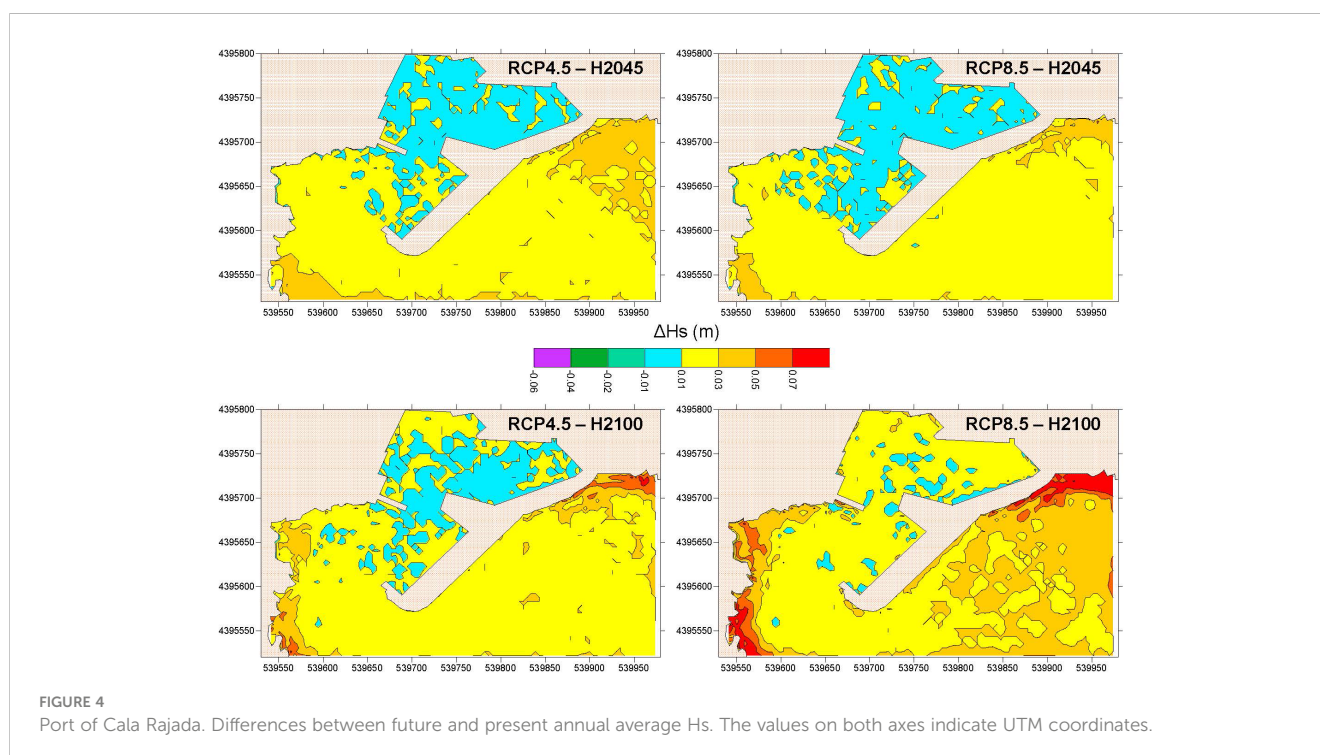 RCP4.5 – H2045
RCP8.5 – H2045
4395800
4395750
4395700
4395650
4395600
4395550
539550 539600 539650 539700 539750 539800 539850 539900 539950
4395800
4395750
4395700
4395650
4395600
4395550
539550 539600 539650 539700 539750 539800 539850 539900 539950
ΔHs (m)
-0.06 -0.04 -0.02 -0.01 0.01 0.03 0.05 0.07
RCP4.5 – H2100
RCP8.5 – H2100
4395800
4395750
4395700
4395650
4395600
4395550
539550 539600 539650 539700 539750 539800 539850 539900 539950
4395800
4395750
4395700
4395650
4395600
4395550
539550 539600 539650 539700 539750 539800 539850 539900 539950
FIGURE 4
Port of Cala Rajada. Differences between future and present annual average Hs. The values on both axes indicate UTM coordinates.